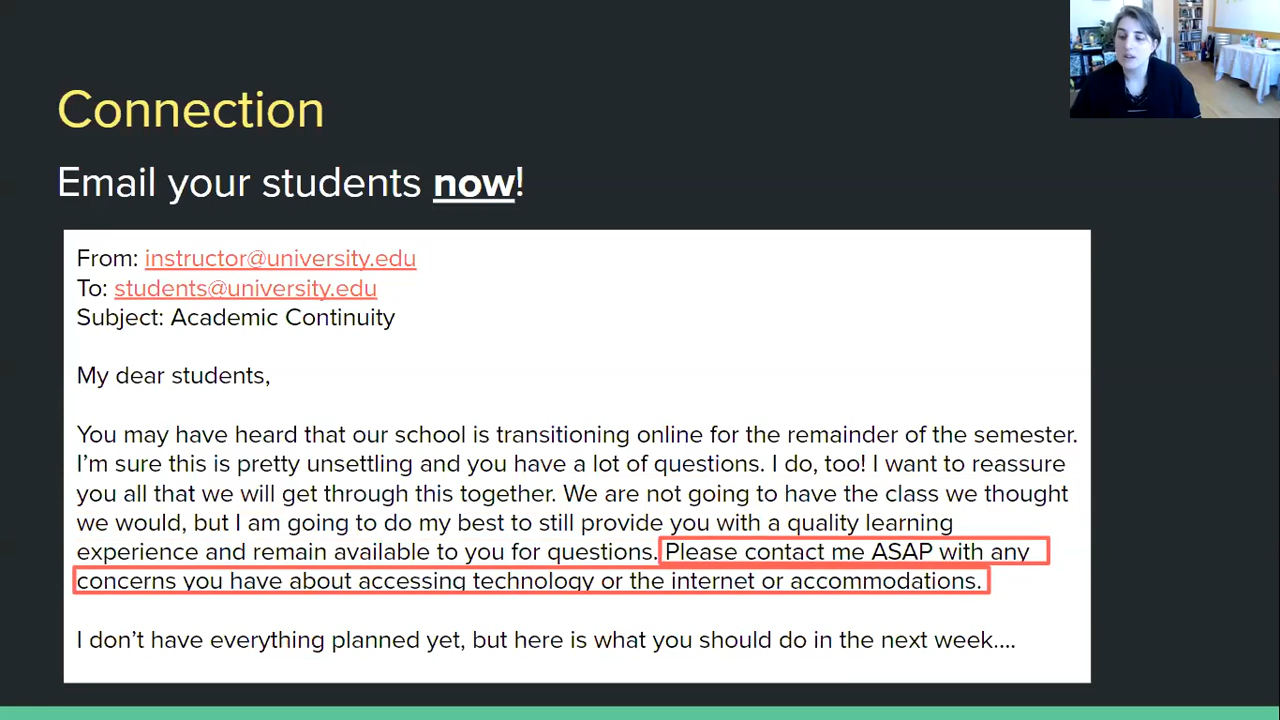 Connection
Email your students now!
From: instructor@university.edu
To: students@university.edu
Subject: Academic Continuity
My dear students,
You may have heard that our school is transitioning online for the remainder of the semester.
I’m sure this is pretty unsettling and you have a lot of questions. I do, too! I want to reassure
you all that we will get through this together. We are not going to have the class we thought
we would, but I am going to do my best to still provide you with a quality learning
experience and remain available to you for questions. Please contact me ASAP with any
concerns you have about accessing technology or the internet or accommodations.
I don’t have everything planned yet, but here is what you should do in the next week....